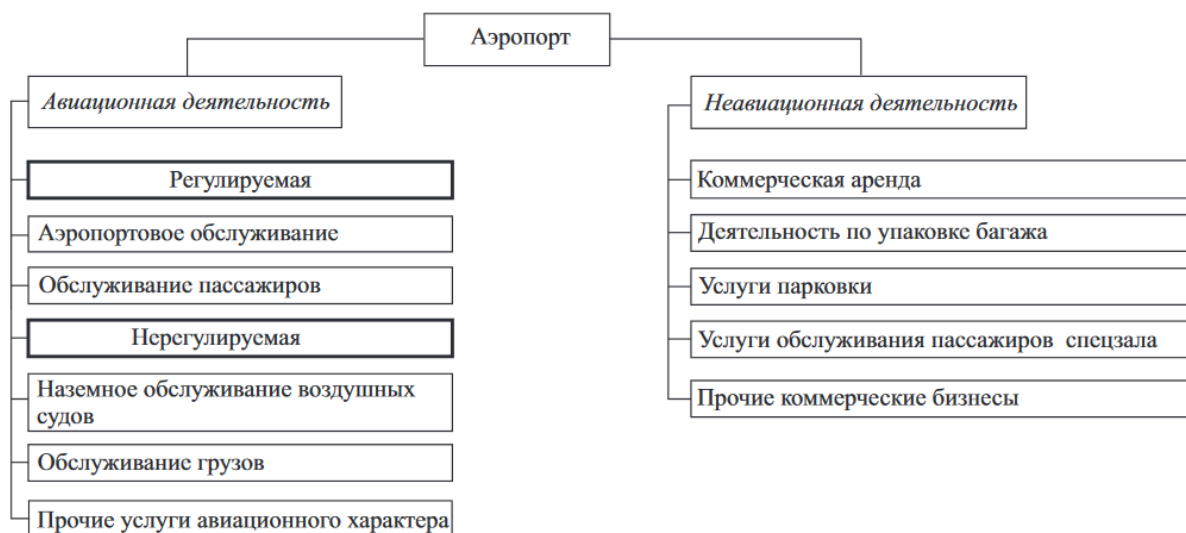 Аэропорт
Авиационная деятельность
Регулируемая
Аэропортовое обслуживание
Обслуживание пассажиров
Нерегулируемая
Наземное обслуживание воздушных
судов
Обслуживание грузов
Прочие услуги авиационного характера
Неавиационная деятельность
Коммерческая аренда
Деятельность по упаковке багажа
Услуги парковки
Услуги обслуживания пассажиров спецзала
Прочие коммерческие бизнесы